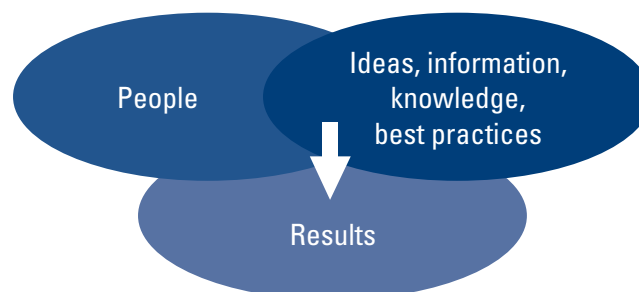 People
Ideas, information,
knowledge,
best practices
Results